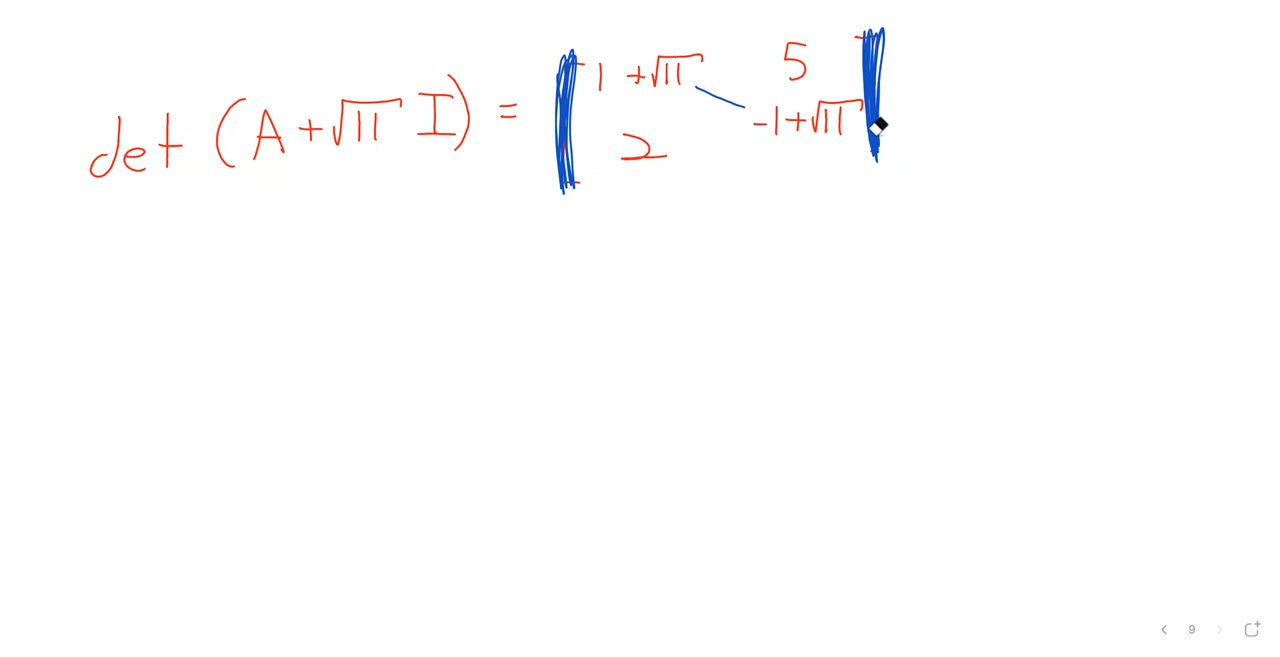 det (A + √11 I) = | 1 + √11 5 |
| 2 -1 + √11 |
9